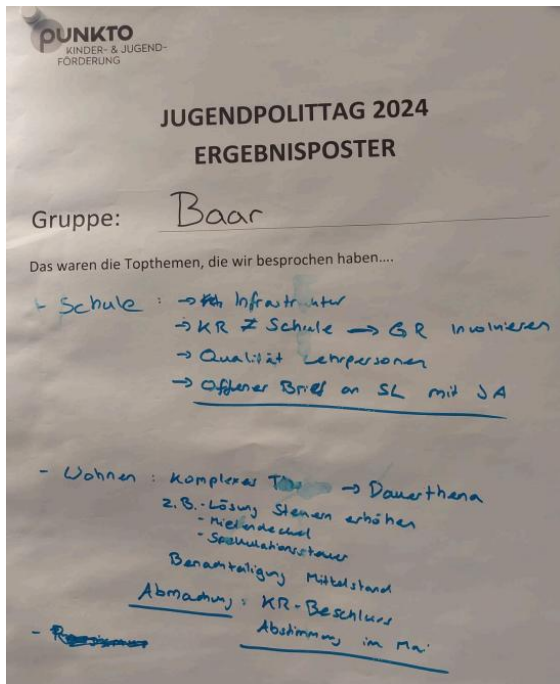 PUNKTO
KINDER- & JUGEND-
FÖRDERUNG
JUGENDPOLITTAG 2024
ERGEBNISPOSTER
Gruppe: Baar
Das waren die Topthemen, die wir besprochen haben....
- Schule : → Infrastruktur
→ KR ≠ Schule → GR involvieren
→ Qualität Lehrpersonen
→ Offener Brief an SL mit JA
- Wohnen : Komplexes → Dauerthema
z.B. - Lösung Steuern erhöhen
- Mietendeckel
- Spekulationssteuer
Benachteiligung Mittelstand
Abmachung : KR-Beschluss
Abstimmung im Mai
-